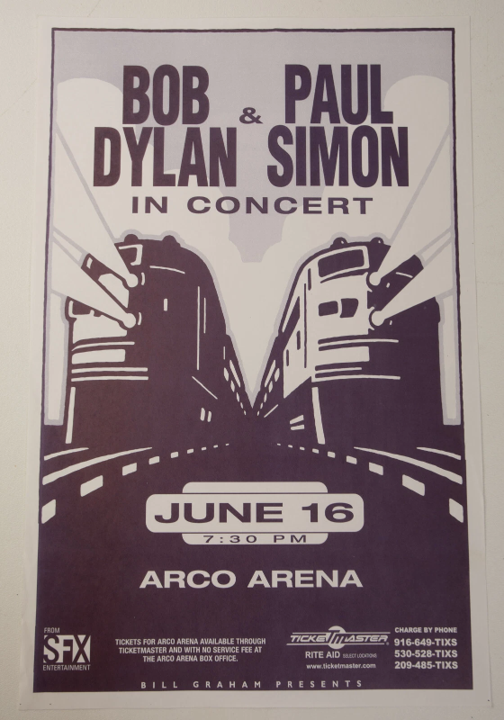 BOB & PAUL
DYLAN SIMON
IN CONCERT
JUNE 16
7:30 PM
ARCO ARENA
FROM
SFX
ENTERTAINMENT
TICKETS FOR ARCO ARENA AVAILABLE THROUGH
TICKETMASTER AND WITH NO SERVICE FEE AT
THE ARCO ARENA BOX OFFICE.
TICKETMASTER
RITE AID SELECT LOCATIONS
www.ticketmaster.com
CHARGE BY PHONE
916-649-TIXS
530-528-TIXS
209-485-TIXS
BILL GRAHAM PRESENTS